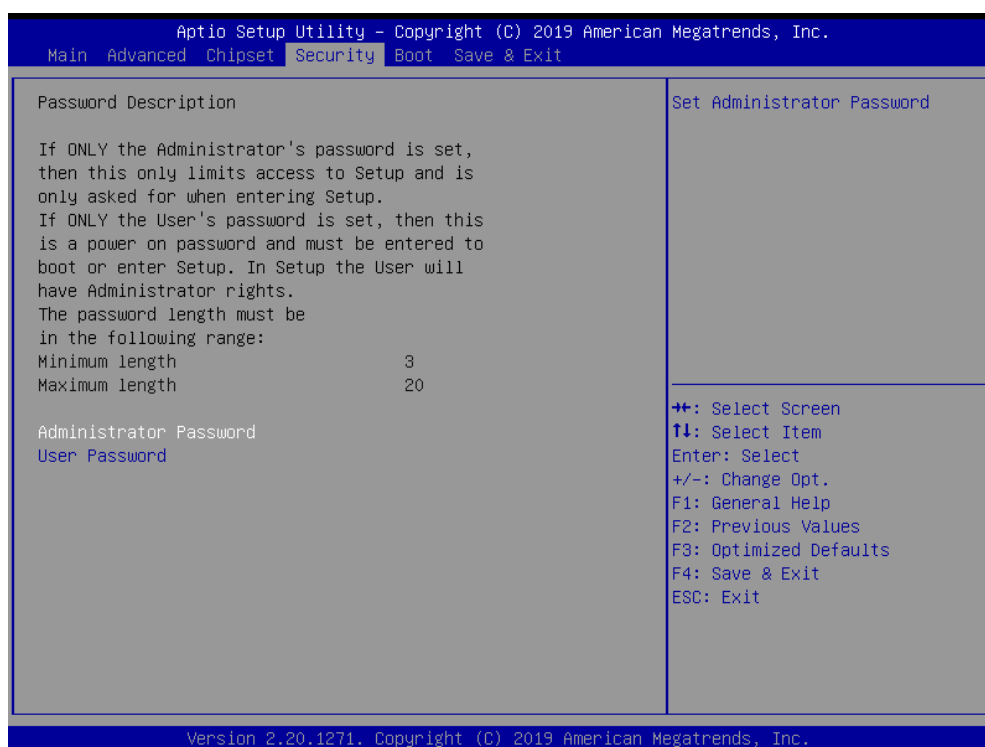 Aptio Setup Utility – Copyright (C) 2019 American Megatrends, Inc.
Main Advanced Chipset Security Boot Save & Exit
Password Description
If ONLY the Administrator's password is set,
then this only limits access to Setup and is
only asked for when entering Setup.
If ONLY the User's password is set, then this
is a power on password and must be entered to
boot or enter Setup. In Setup the User will
have Administrator rights.
The password length must be
in the following range:
Minimum length 3
Maximum length 20
Administrator Password
User Password
Set Administrator Password
→←: Select Screen
↑↓: Select Item
Enter: Select
+/-: Change Opt.
F1: General Help
F2: Previous Values
F3: Optimized Defaults
F4: Save & Exit
ESC: Exit
Version 2.20.1271. Copyright (C) 2019 American Megatrends, Inc.